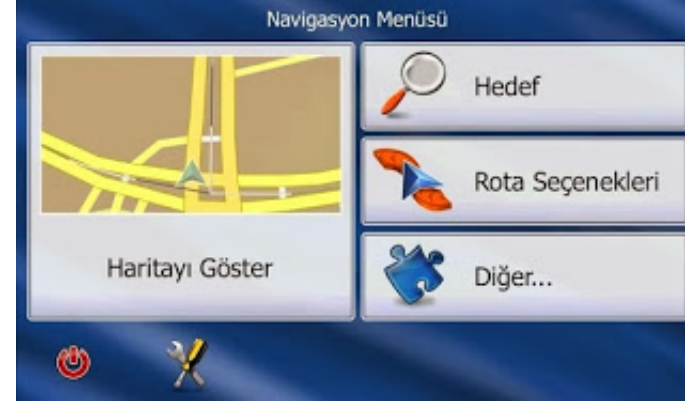 Navigasyon Menüsü
Hedef
Rota Seçenekleri
Haritayı Göster
Diğer...